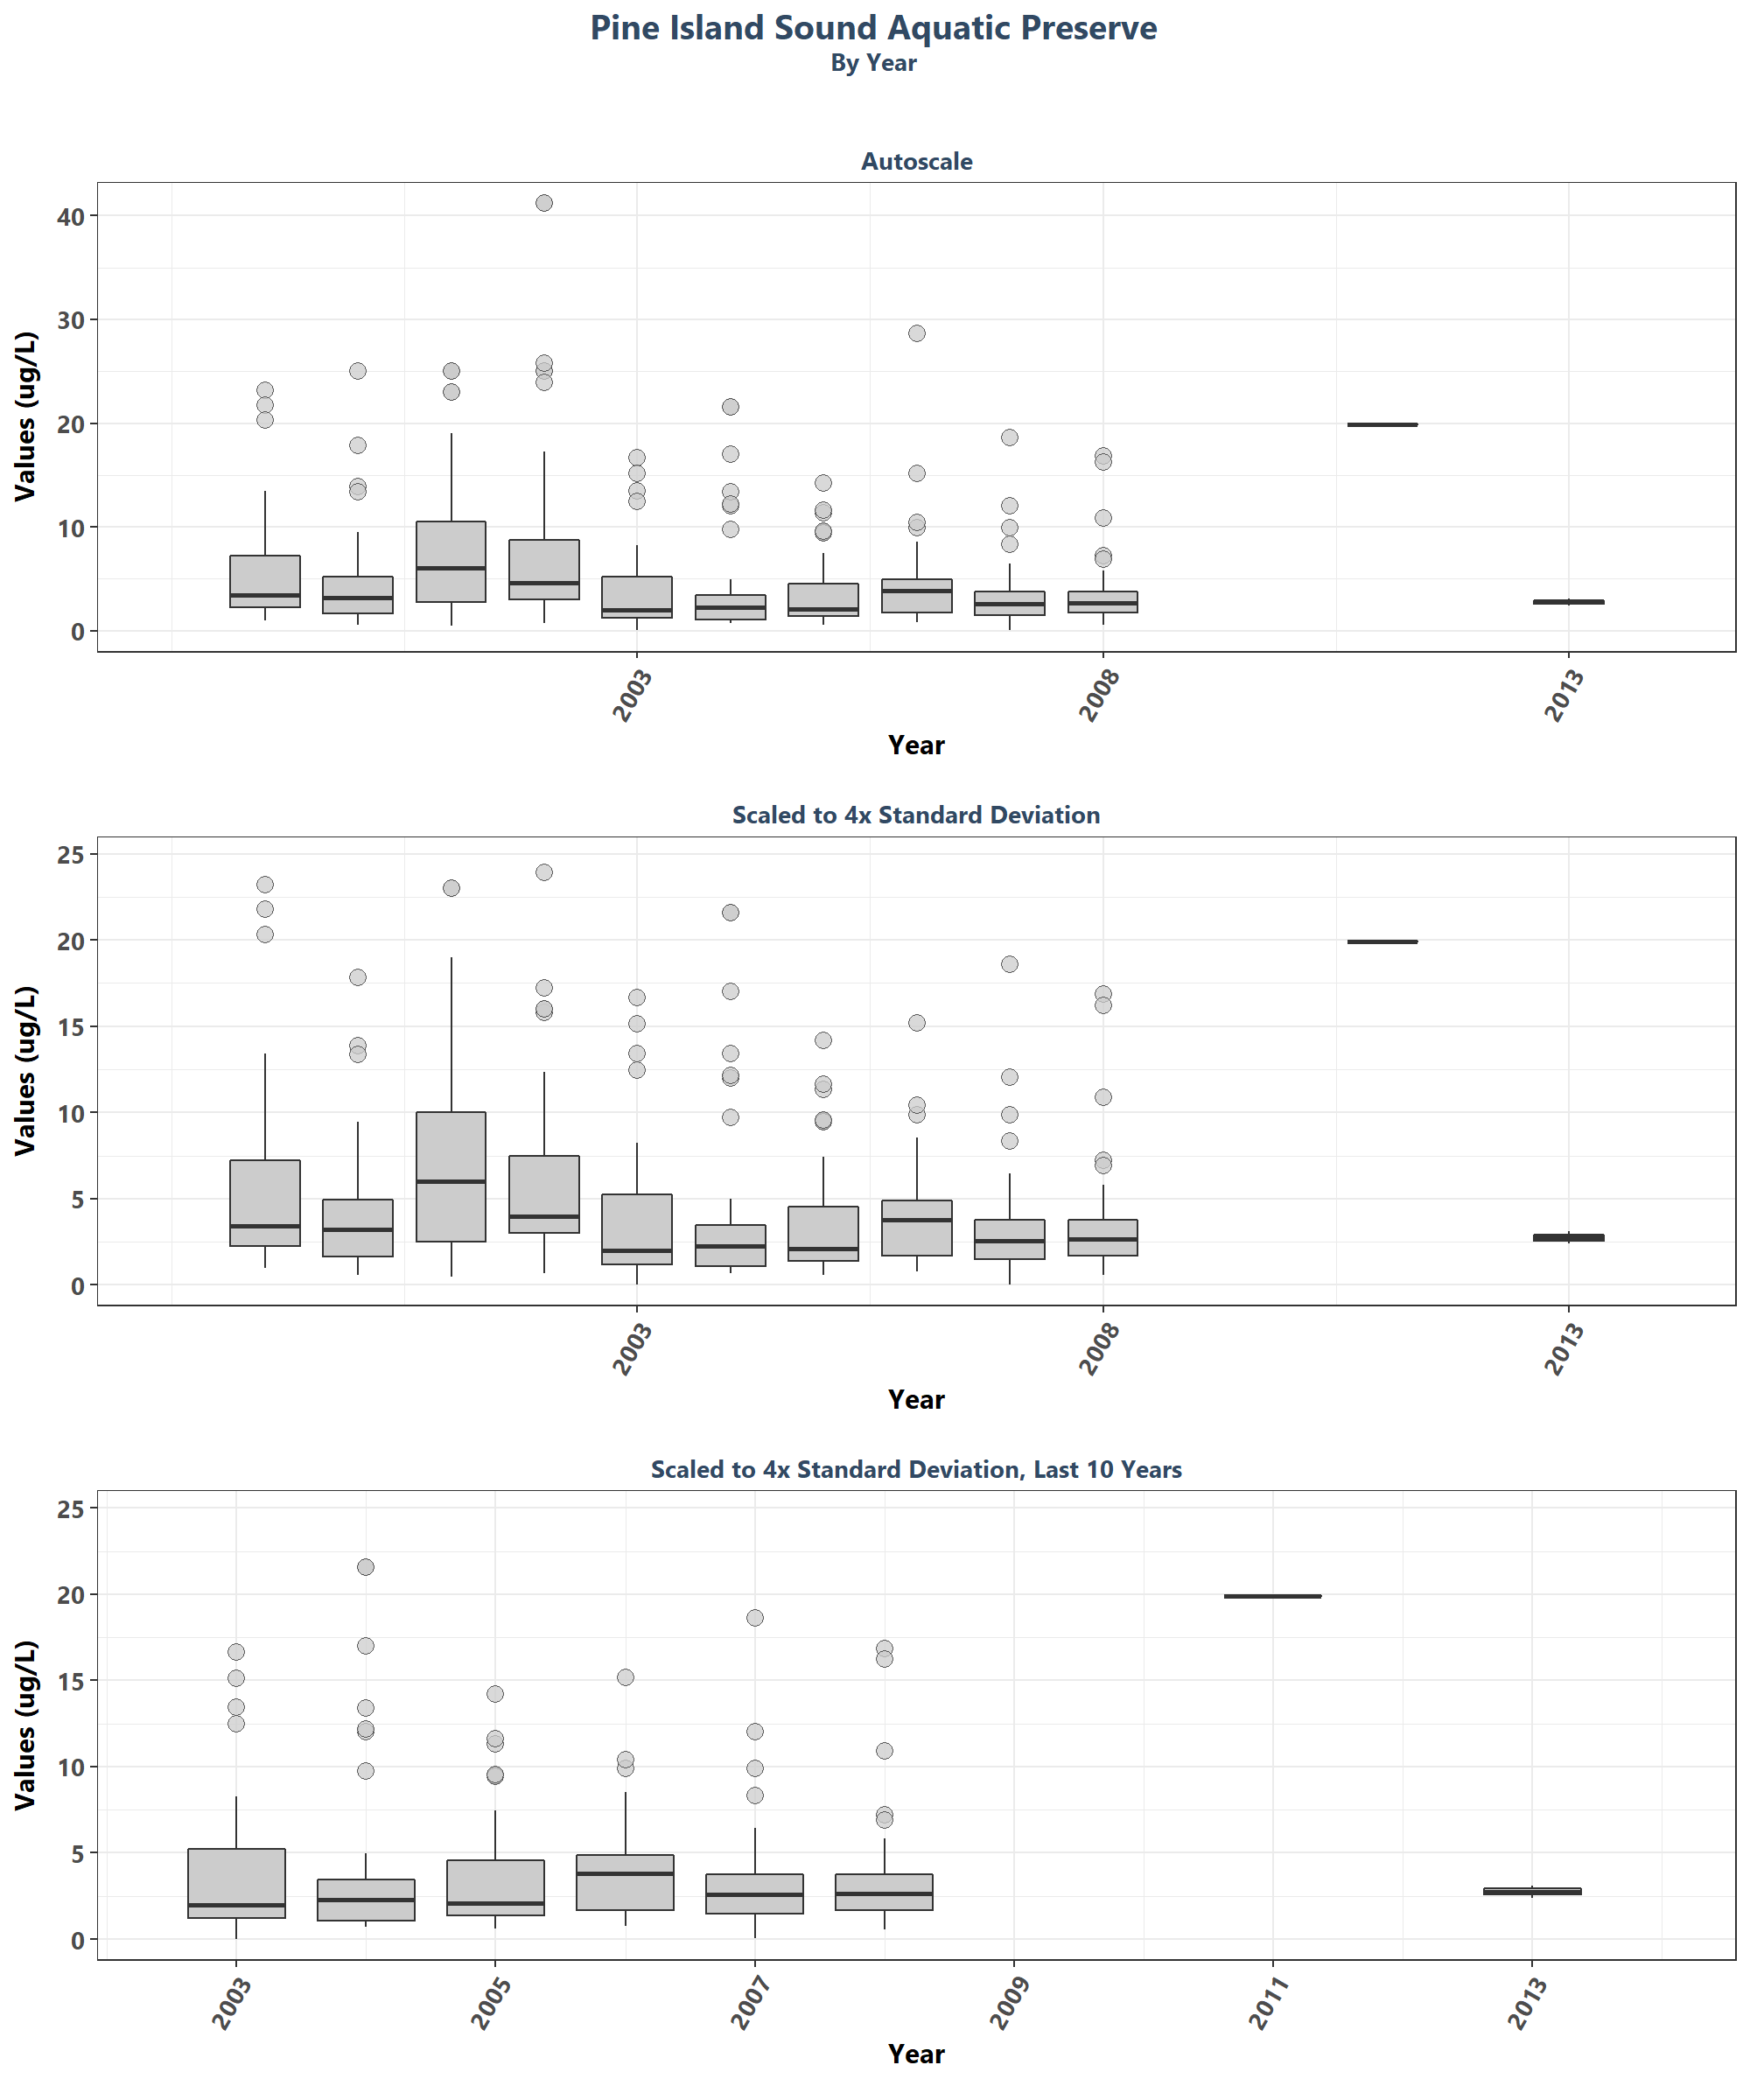 Pine Island Sound Aquatic Preserve
By Year
Autoscale
Values (ug/L)
40
30
20
10
0
2003
2008
2013
Year
Scaled to 4x Standard Deviation
Values (ug/L)
25
20
15
10
5
0
2003
2008
2013
Year
Scaled to 4x Standard Deviation, Last 10 Years
Values (ug/L)
25
20
15
10
5
0
2003
2005
2007
2009
2011
2013
Year